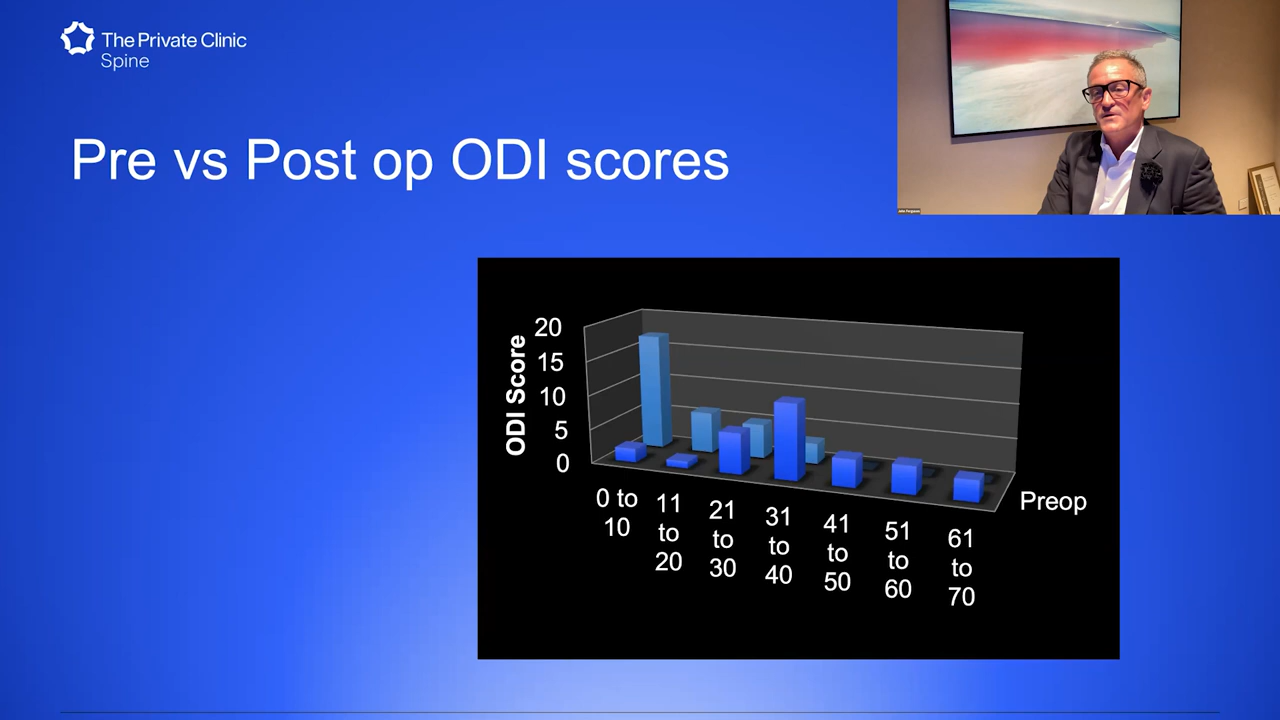 The Private Clinic
Spine
Pre vs Post op ODI scores
ODI Score
20
15
10
5
0
0 to
10
11
to
20
21
to
30
31
to
40
41
to
50
51
to
60
61
to
70
Preop